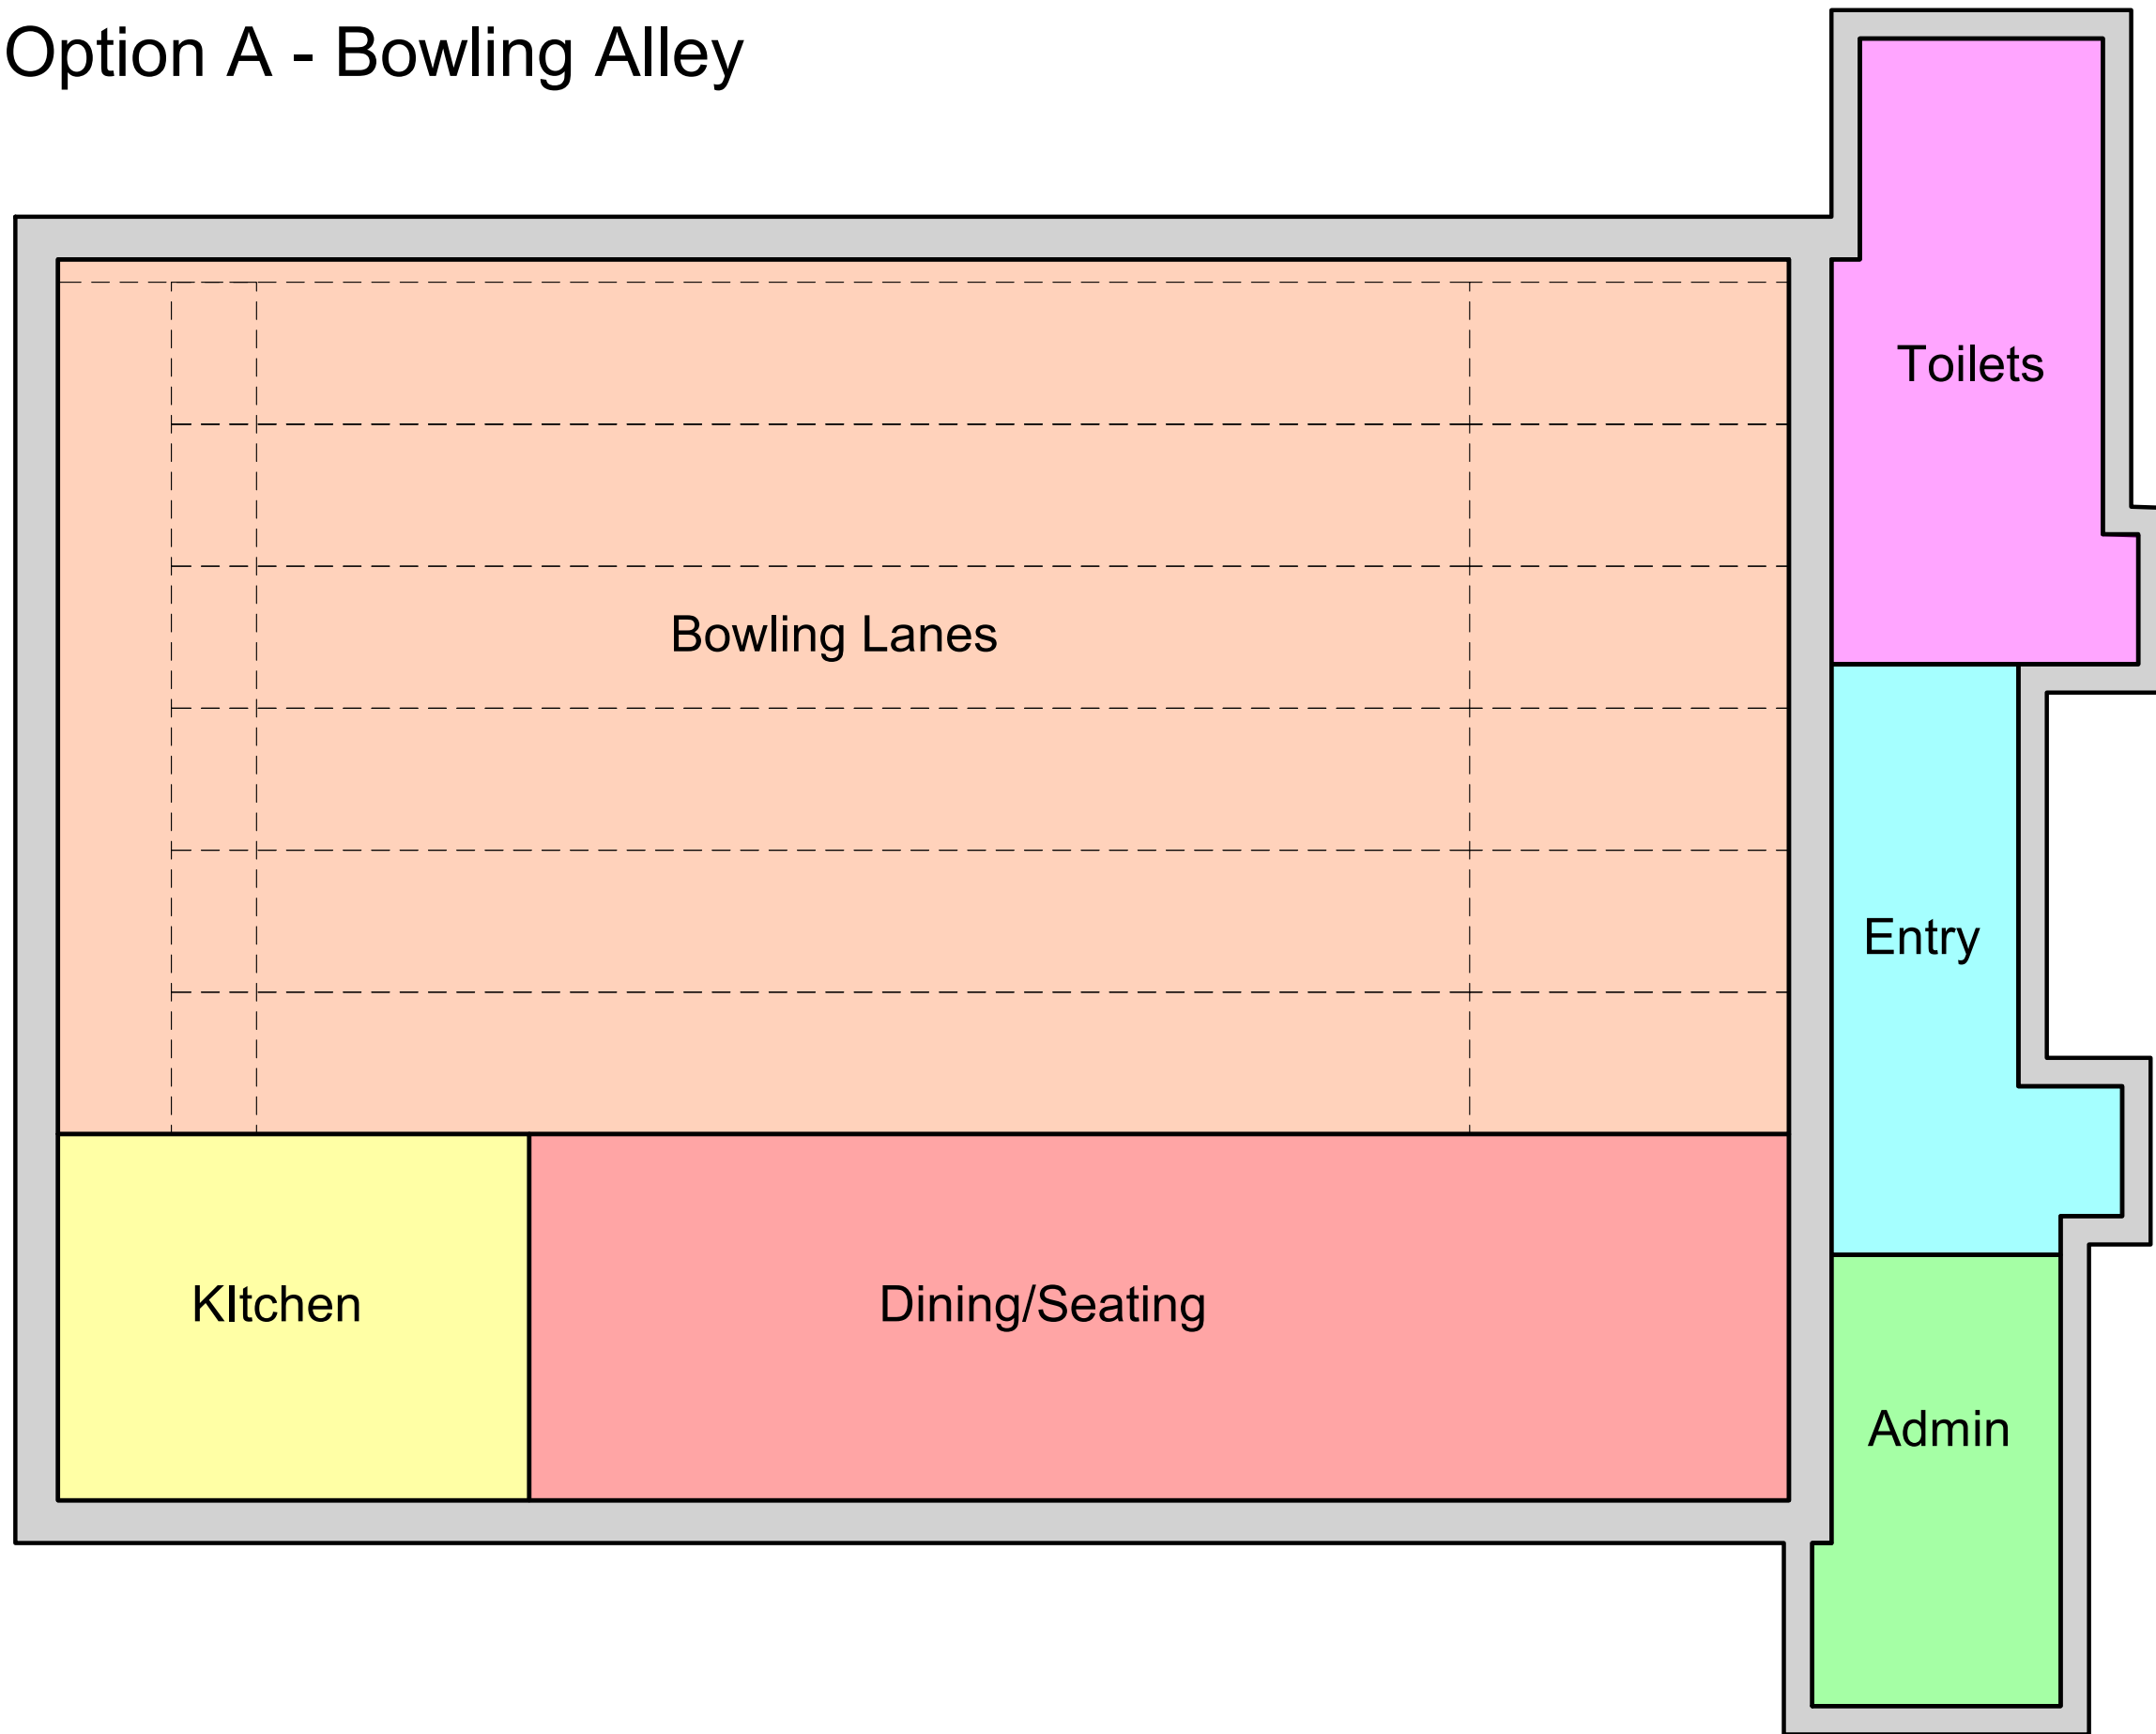 Option A - Bowling Alley
Toilets
Bowling Lanes
Entry
KItchen
Dining/Seating
Admin